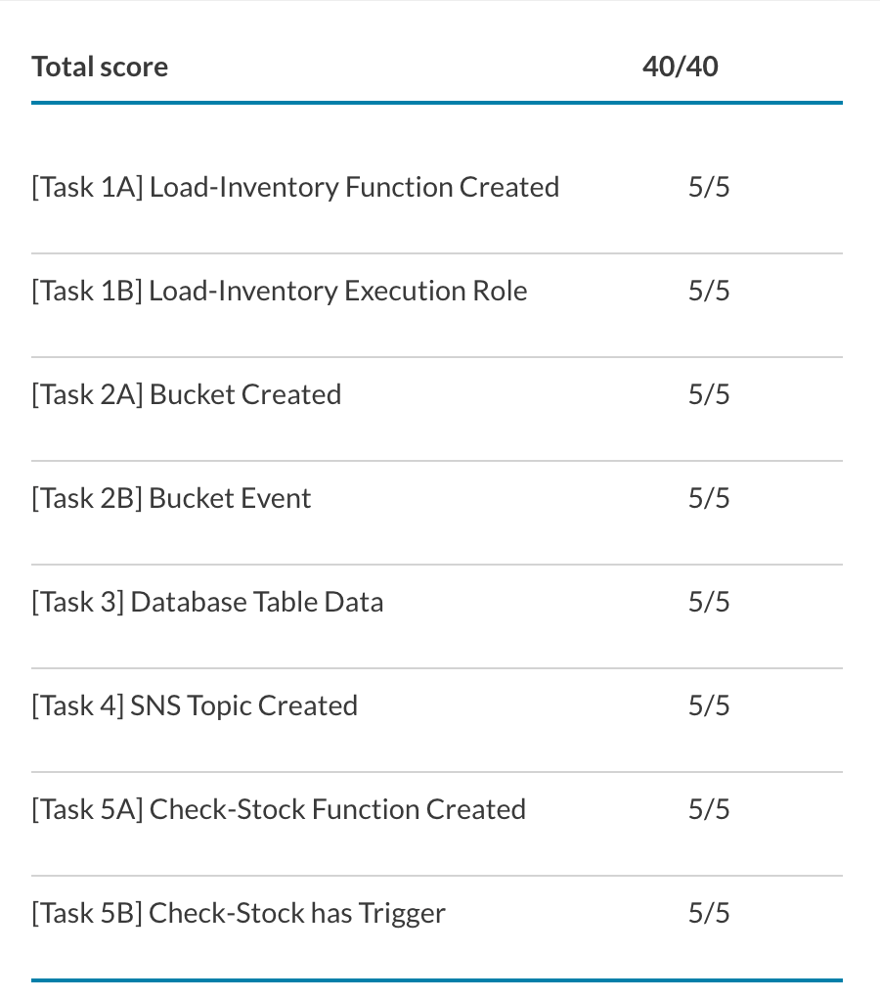 Total score 40/40
[Task 1A] Load-Inventory Function Created 5/5
[Task 1B] Load-Inventory Execution Role 5/5
[Task 2A] Bucket Created 5/5
[Task 2B] Bucket Event 5/5
[Task 3] Database Table Data 5/5
[Task 4] SNS Topic Created 5/5
[Task 5A] Check-Stock Function Created 5/5
[Task 5B] Check-Stock has Trigger 5/5